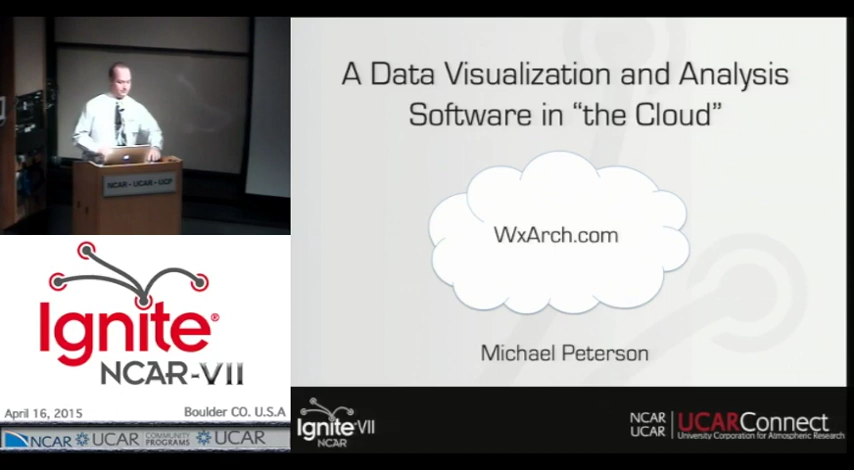 A Data Visualization and Analysis
Software in “the Cloud”
WxArch.com
Michael Peterson
NCAR - UCAR - UCP
Ignite®
NCAR-VII
April 16, 2015
Boulder CO. U.S.A
NCAR UCAR COMMUNITY PROGRAMS UCAR
Ignite VII
NCAR
NCAR
UCAR
UCARConnect
University Corporation for Atmospheric Research